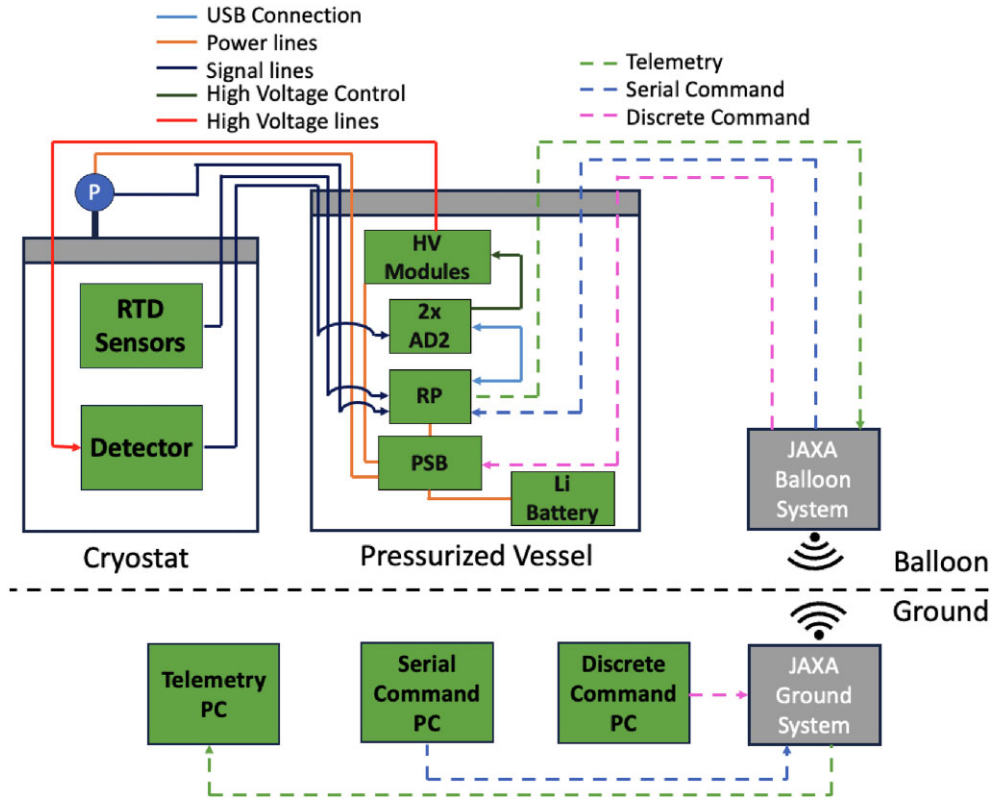 USB Connection
Power lines
Signal lines
High Voltage Control
High Voltage lines
Telemetry
Serial Command
Discrete Command
P
HV
Modules
RTD
Sensors
2x
AD2
RP
Detector
PSB
Li
Battery
JAXA
Balloon
System
Cryostat
Pressurized Vessel
Balloon
Ground
Telemetry
PC
Serial
Command
PC
Discrete
Command
PC
JAXA
Ground
System